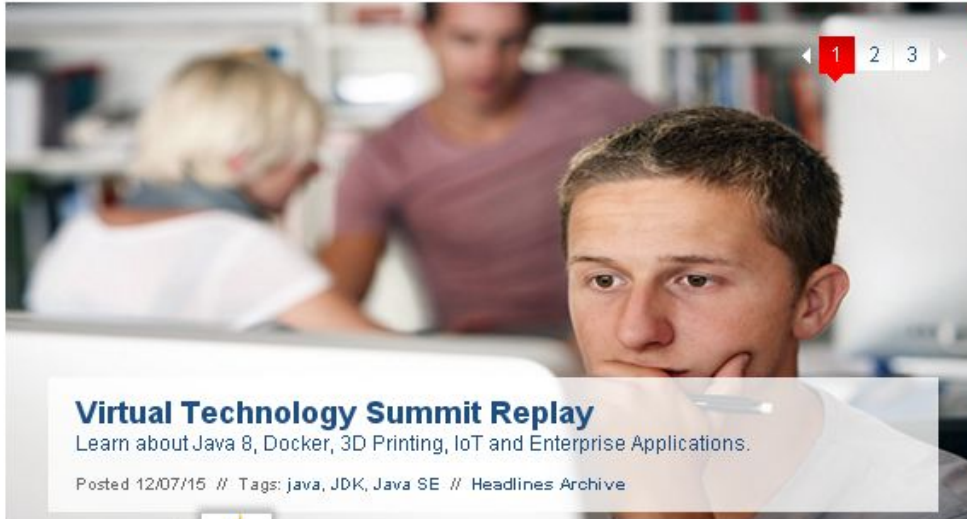 1 2 3
Virtual Technology Summit Replay
Learn about Java 8, Docker, 3D Printing, IoT and Enterprise Applications.
Posted 12/07/15 // Tags: java, JDK, Java SE // Headlines Archive